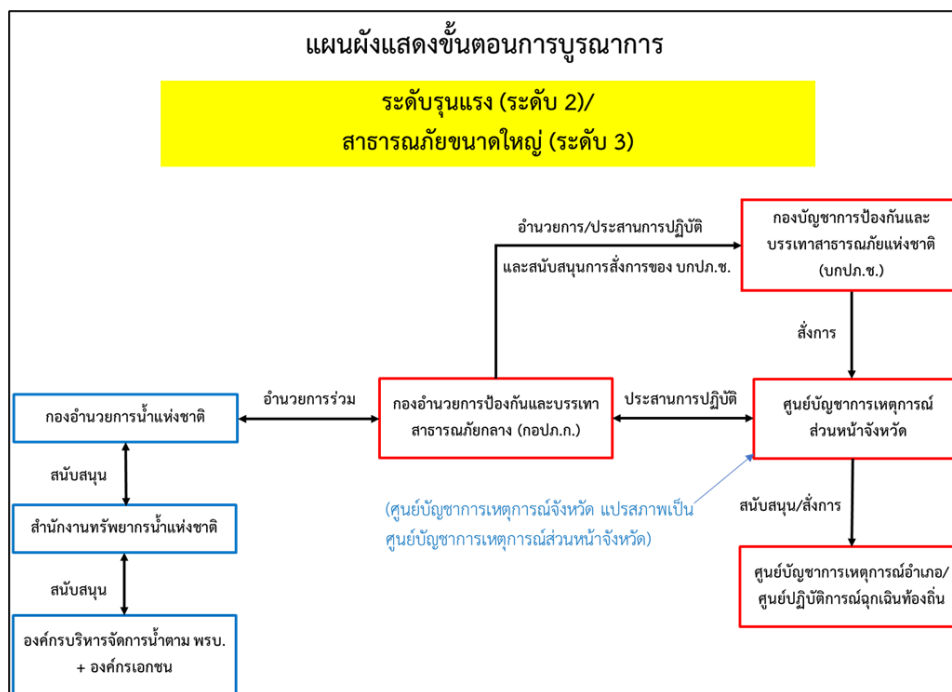 แผนผังแสดงขั้นตอนการบูรณาการ
ระดับรุนแรง (ระดับ 2)/
สาธารณภัยขนาดใหญ่ (ระดับ 3)
อำนวยการ/ประสานการปฏิบัติ
และสนับสนุนการสั่งการของ บกปภ.ช.
กองบัญชาการป้องกันและ
บรรเทาสาธารณภัยแห่งชาติ
(บกปภ.ช.)
สั่งการ
กองอำนวยการน้ำแห่งชาติ
อำนวยการร่วม
กองอำนวยการป้องกันและบรรเทา
สาธารณภัยกลาง (กอปภ.ก.)
ประสานการปฏิบัติ
ศูนย์บัญชาการเหตุการณ์
ส่วนหน้าจังหวัด
สนับสนุน
(ศูนย์บัญชาการเหตุการณ์จังหวัด แปรสภาพเป็น
ศูนย์บัญชาการเหตุการณ์ส่วนหน้าจังหวัด)
สนับสนุน/สั่งการ
สำนักงานทรัพยากรน้ำแห่งชาติ
สนับสนุน
ศูนย์บัญชาการเหตุการณ์อำเภอ/
ศูนย์ปฏิบัติการฉุกเฉินท้องถิ่น
องค์กรบริหารจัดการน้ำตาม พรบ.
+ องค์กรเอกชน